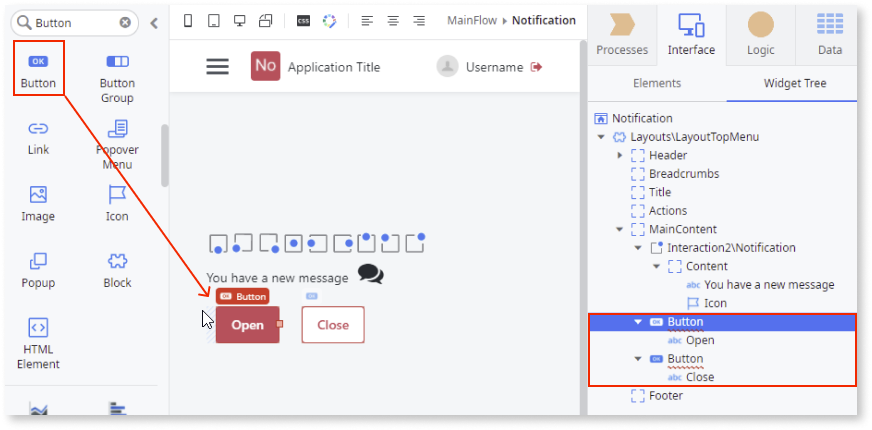 Button
OK
Button
Button
Group
Link
Popover
Menu
Image
Icon
Popup
Block
HTML
Element
CSS
MainFlow
Notification
No
Application Title
Username
You have a new message
OK Button
OK
Open
Close
Processes
Interface
Logic
Data
Elements
Widget Tree
Notification
Layouts\LayoutTopMenu
Header
Breadcrumbs
Title
Actions
MainContent
Interaction2\Notification
Content
abc You have a new message
Icon
OK Button
abc Open
OK Button
abc Close
Footer